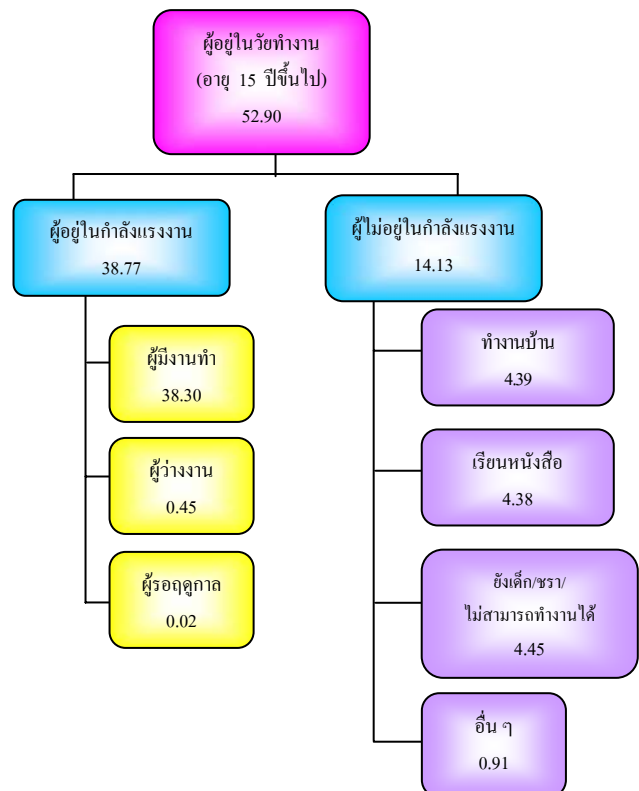 ผู้อยู่ในวัยทำงาน
(อายุ 15 ปีขึ้นไป)
52.90
ผู้อยู่ในกำลังแรงงาน
38.77
ผู้มีงานทำ
38.30
ผู้ว่างงาน
0.45
ผู้รอฤดูกาล
0.02
ผู้ไม่อยู่ในกำลังแรงงาน
14.13
ทำงานบ้าน
4.39
เรียนหนังสือ
4.38
ยังเด็ก/ชรา/
ไม่สามารถทำงานได้
4.45
อื่น ๆ
0.91